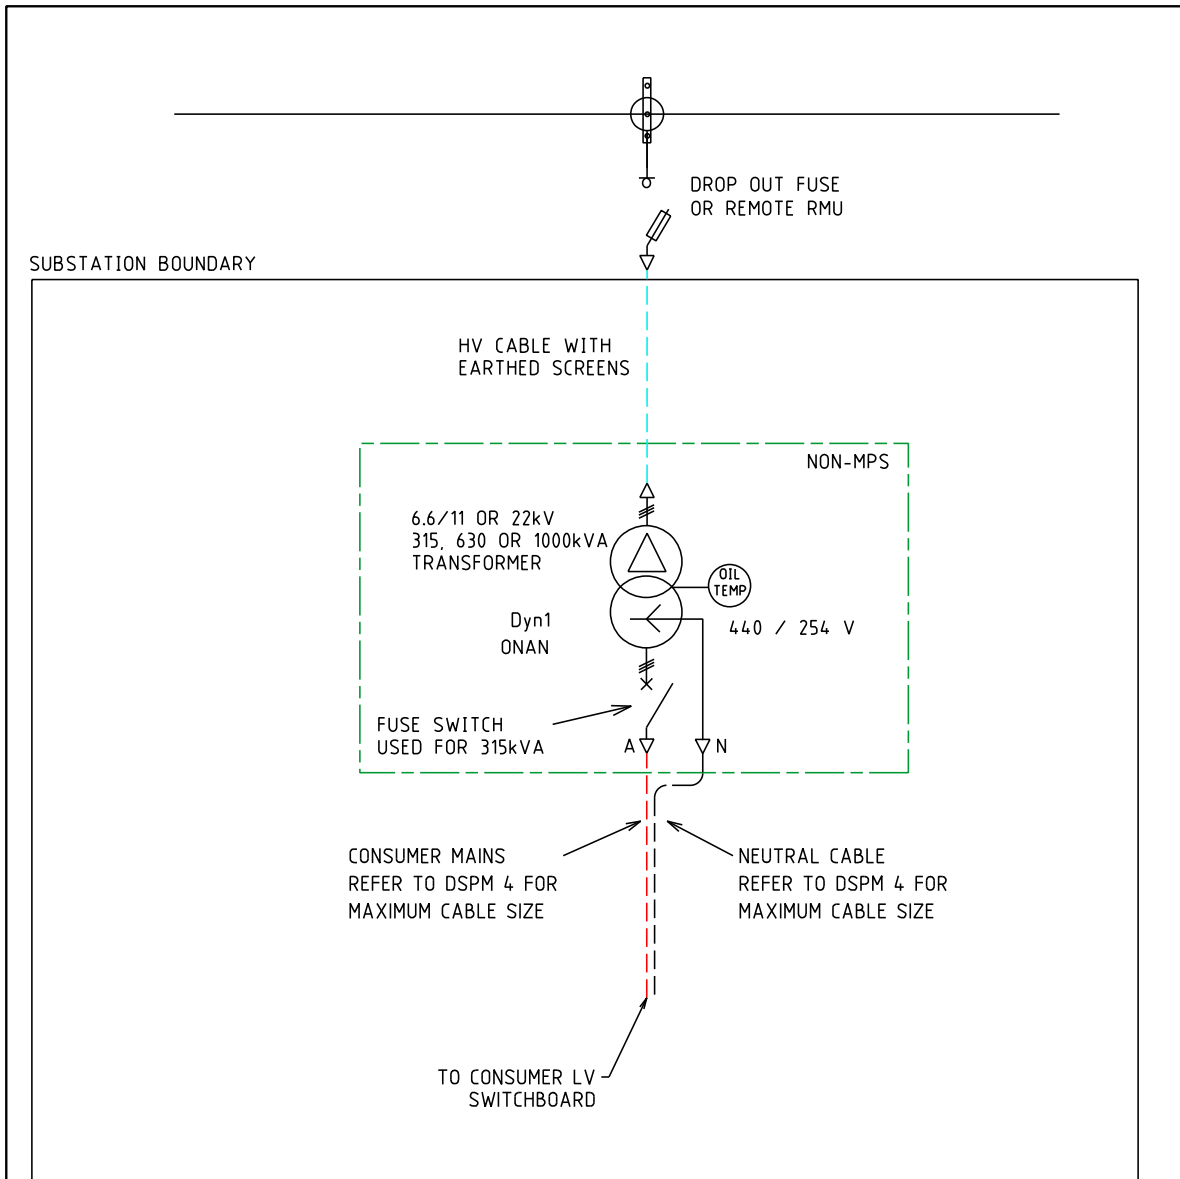 DROP OUT FUSE
OR REMOTE RMU
SUBSTATION BOUNDARY
HV CABLE WITH
EARTHED SCREENS
NON-MPS
6.6/11 OR 22kV
315, 630 OR 1000kVA
TRANSFORMER
OIL
TEMP
Dyn1
ONAN
440 / 254 V
FUSE SWITCH
USED FOR 315kVA
A
N
CONSUMER MAINS
REFER TO DSPM 4 FOR
MAXIMUM CABLE SIZE
NEUTRAL CABLE
REFER TO DSPM 4 FOR
MAXIMUM CABLE SIZE
TO CONSUMER LV
SWITCHBOARD